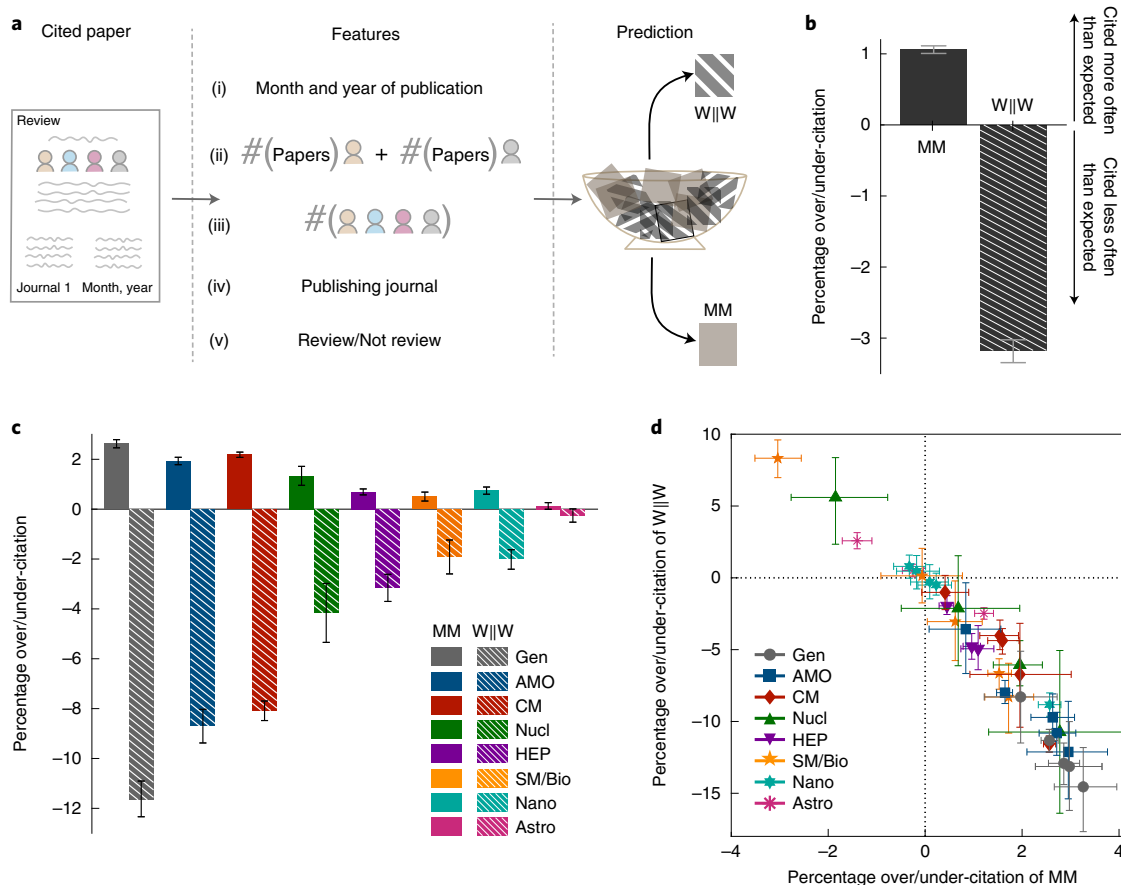 a
Cited paper
Features
Prediction
Review
Journal 1 Month, year
(i) Month and year of publication
(ii) #(Papers) + #(Papers)
(iii) #( )
(iv) Publishing journal
(v) Review/Not review
W||W
MM
b
Percentage over/under-citation
1
0
−1
−2
−3
MM
W||W
Cited more often
than expected
Cited less often
than expected
c
Percentage over/under-citation
2
0
−2
−4
−6
−8
−10
−12
MM W||W
Gen
AMO
CM
Nucl
HEP
SM/Bio
Nano
Astro
d
Percentage over/under-citation of W||W
10
5
0
−5
−10
−15
Gen
AMO
CM
Nucl
HEP
SM/Bio
Nano
Astro
−4 −2 0 2 4
Percentage over/under-citation of MM